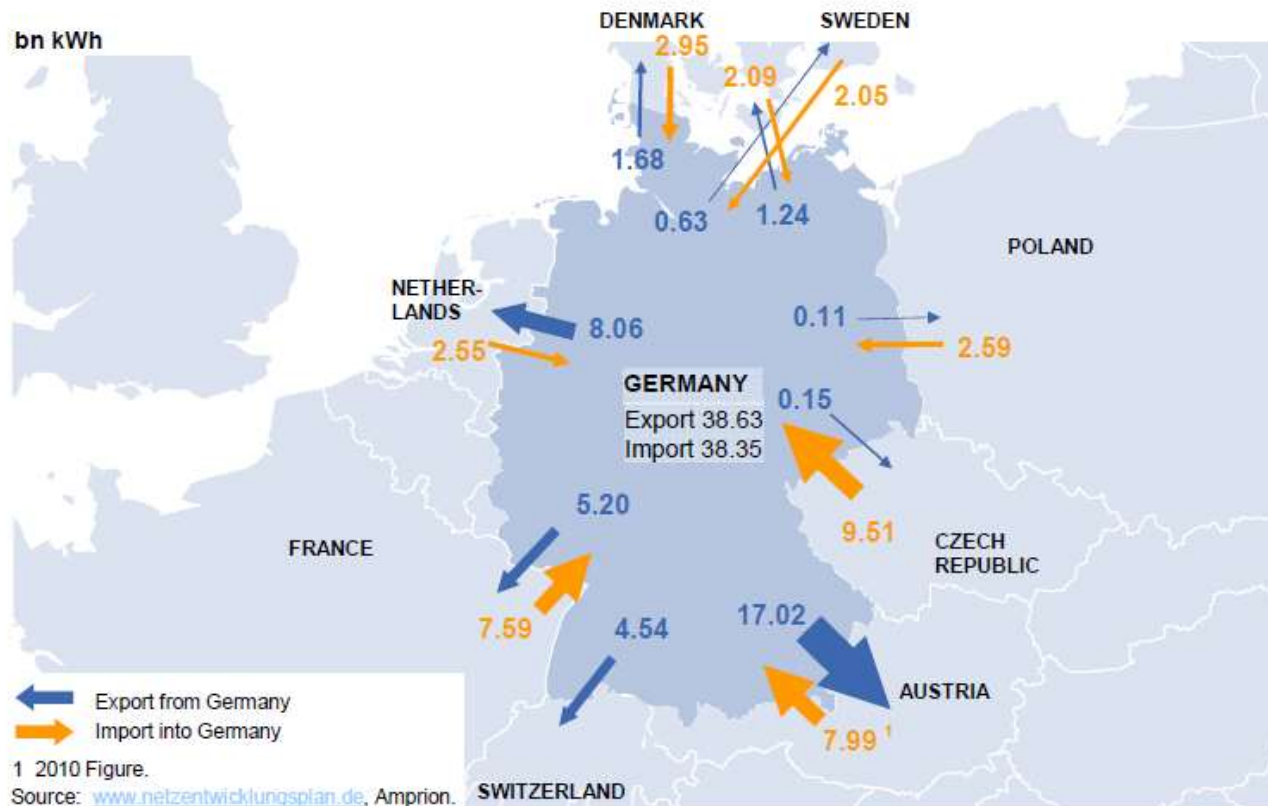 DENMARK
SWEDEN
bn kWh
2.95
2.09
2.05
1.68
0.63
1.24
POLAND
NETHER-
LANDS
8.06
0.11
2.55
2.59
GERMANY
Export 38.63
Import 38.35
0.15
5.20
9.51
FRANCE
CZECH
REPUBLIC
7.59
4.54
17.02
AUSTRIA
7.99 1
Export from Germany
Import into Germany
1 2010 Figure.
Source: www.netzentwicklungsplan.de, Amprion.
SWITZERLAND